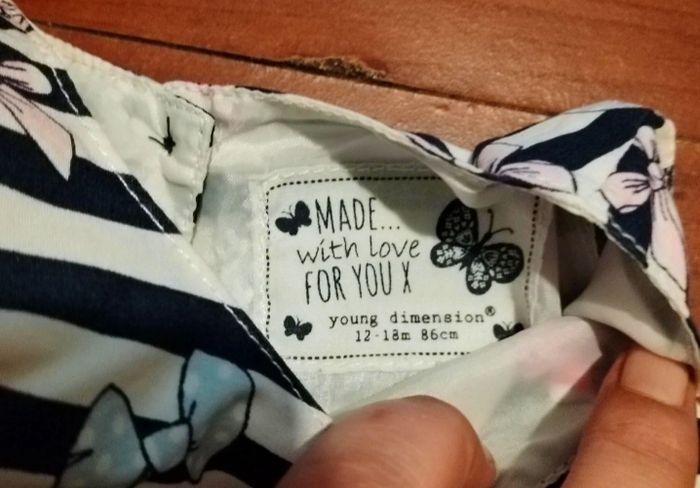 MADE...
with love
FOR YOU X
young dimension®
12-18m 86cm